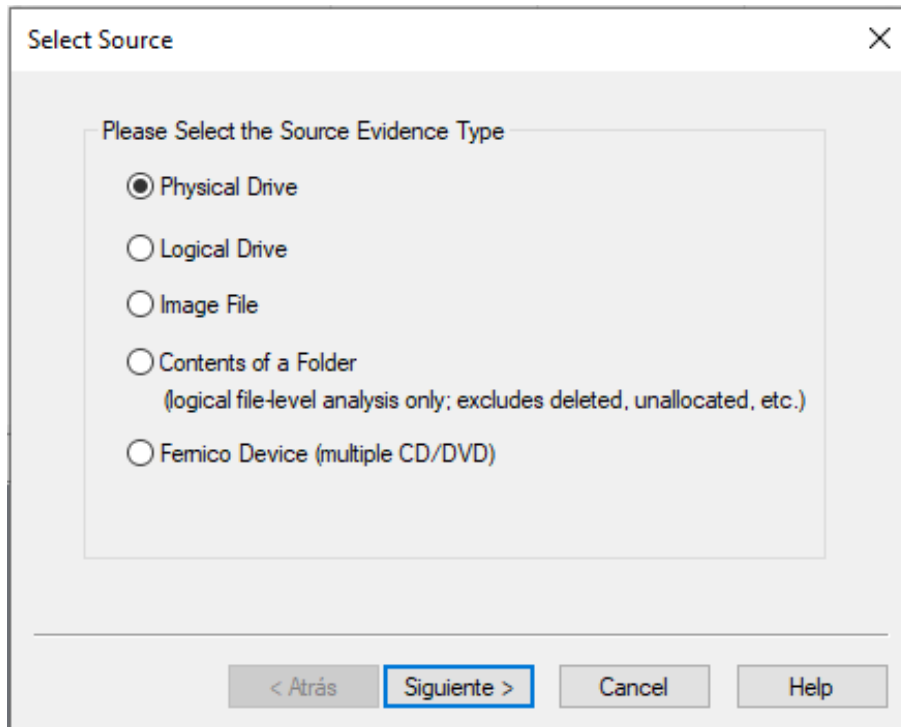 Select Source
Please Select the Source Evidence Type
Physical Drive
Logical Drive
Image File
Contents of a Folder
(logical file-level analysis only; excludes deleted, unallocated, etc.)
Fernico Device (multiple CD/DVD)
< Atrás
Siguiente >
Cancel
Help